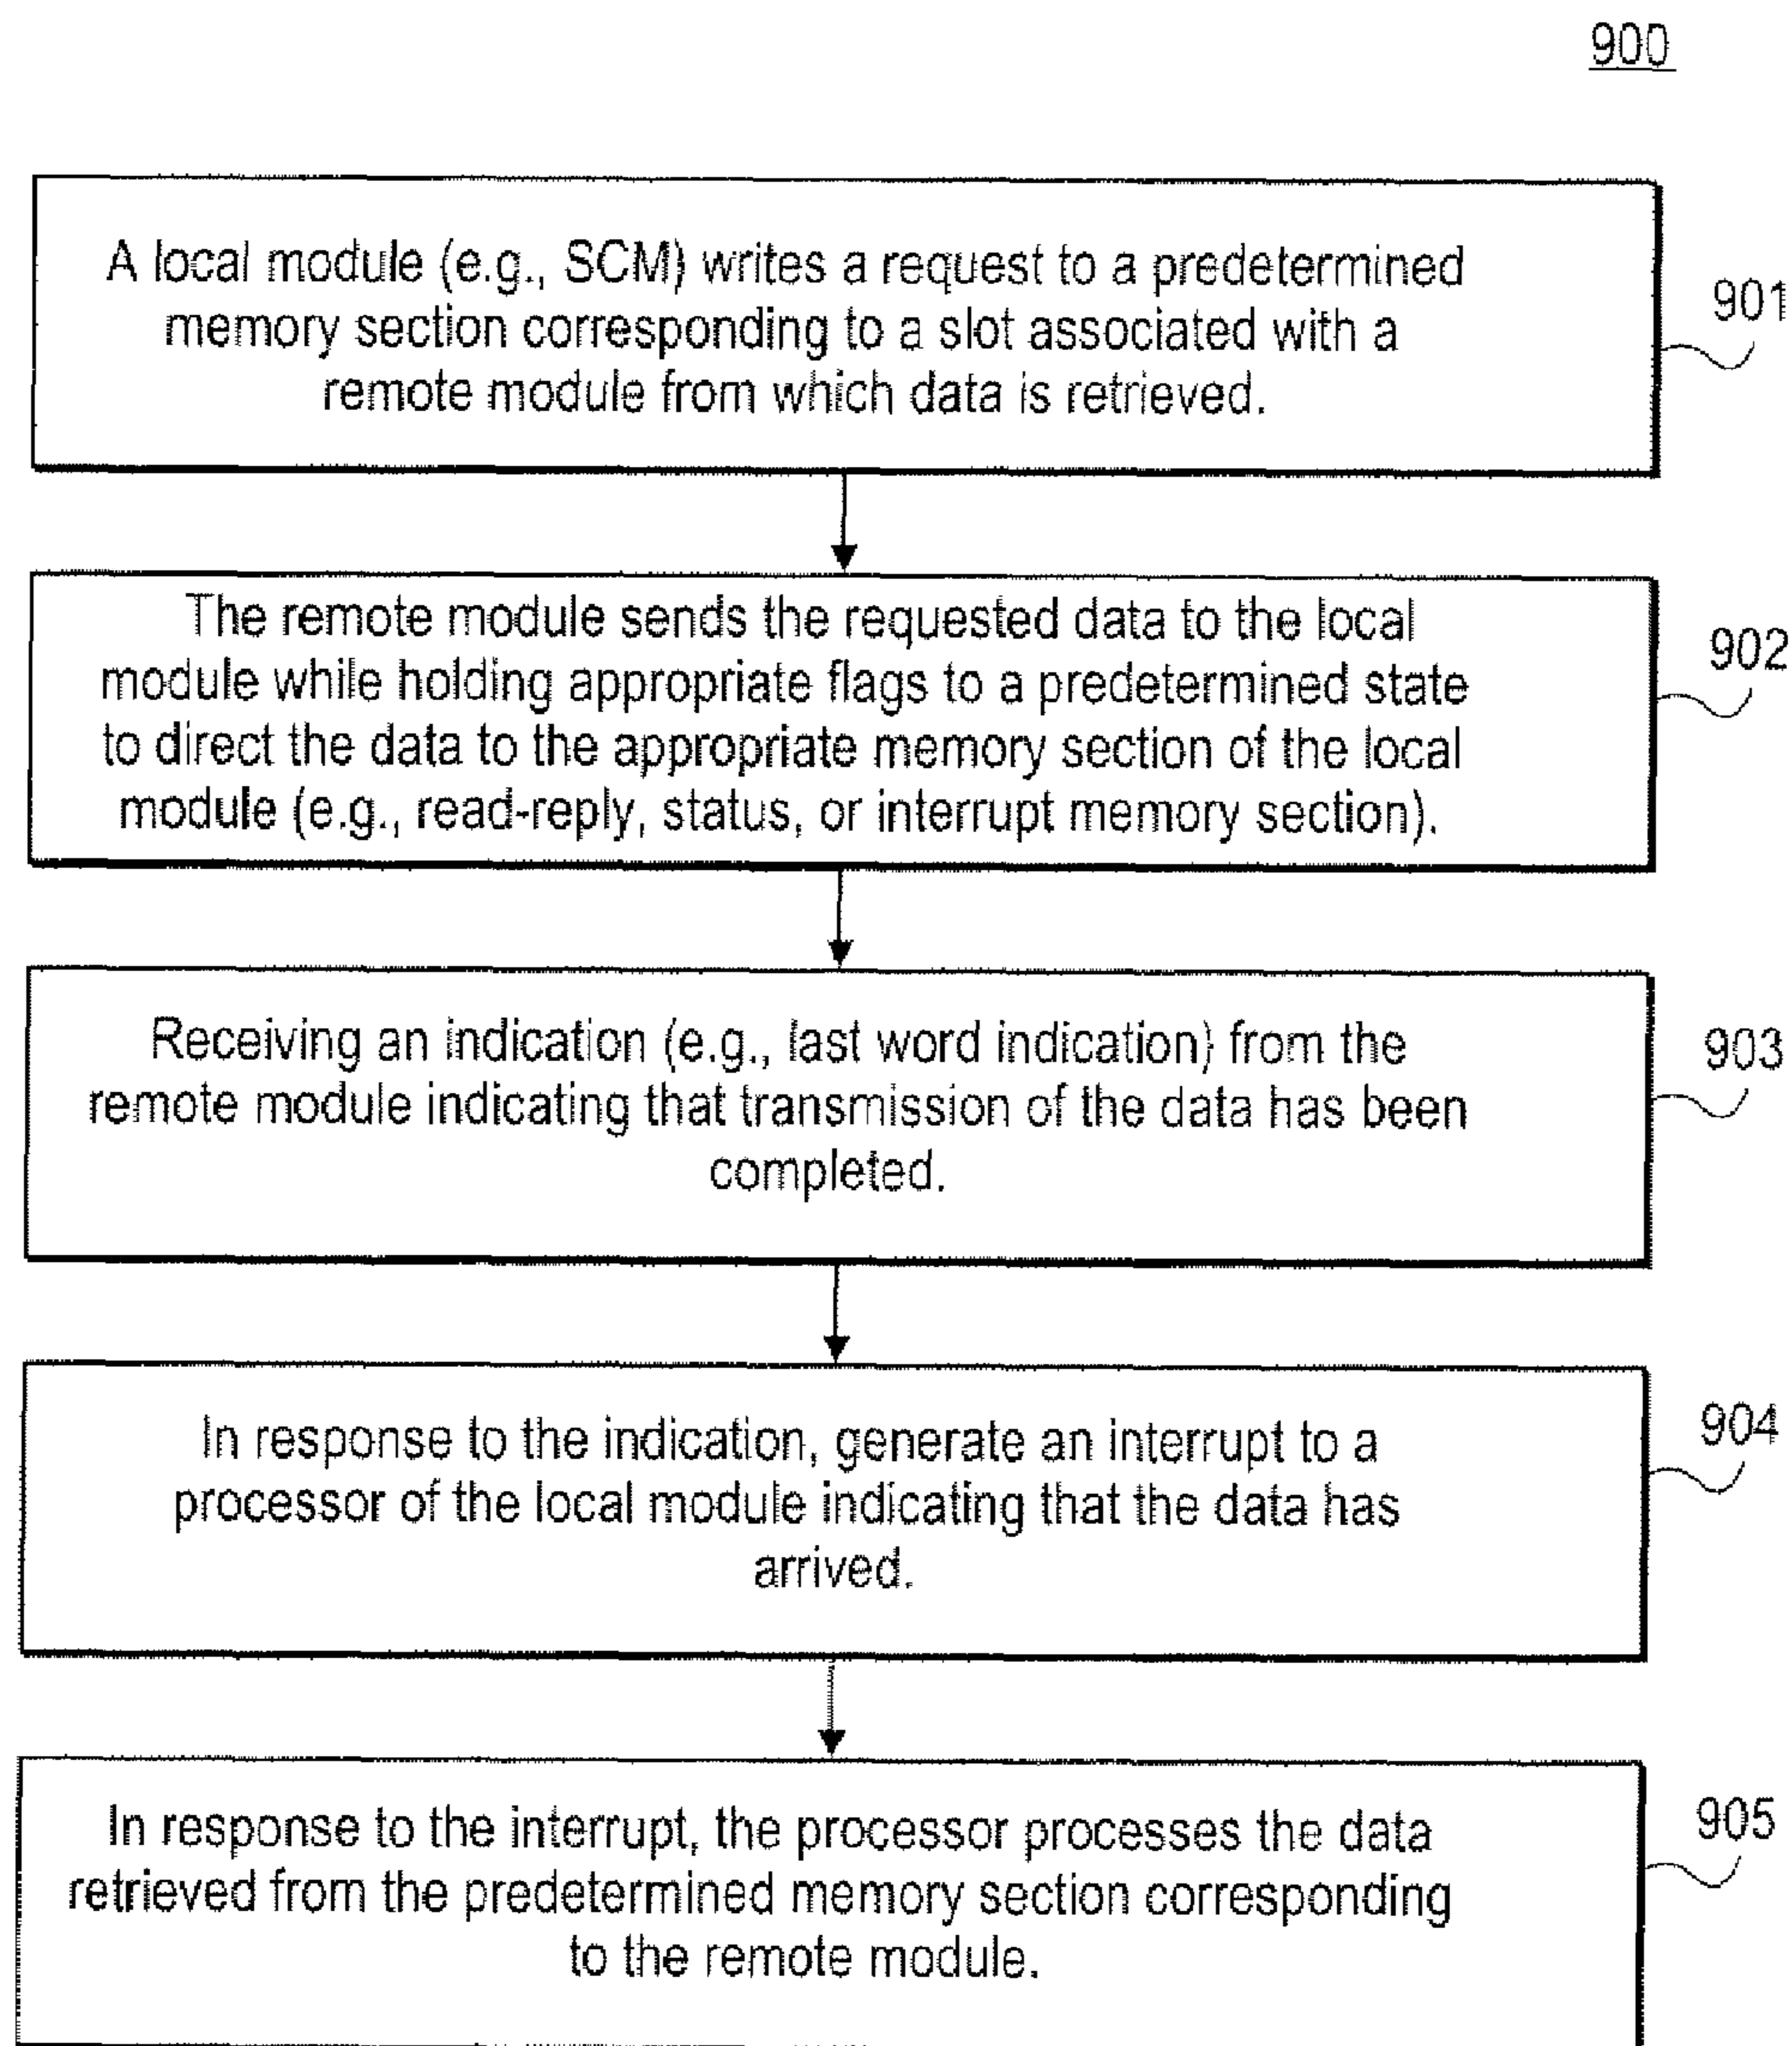 900
A local module (e.g., SCM) writes a request to a predetermined
memory section corresponding to a slot associated with a
remote module from which data is retrieved.
901
The remote module sends the requested data to the local
module while holding appropriate flags to a predetermined state
to direct the data to the appropriate memory section of the local
module (e.g., read-reply, status, or interrupt memory section).
902
Receiving an indication (e.g., last word indication) from the
remote module indicating that transmission of the data has been
completed.
903
In response to the indication, generate an interrupt to a
processor of the local module indicating that the data has
arrived.
904
In response to the interrupt, the processor processes the data
retrieved from the predetermined memory section corresponding
to the remote module.
905